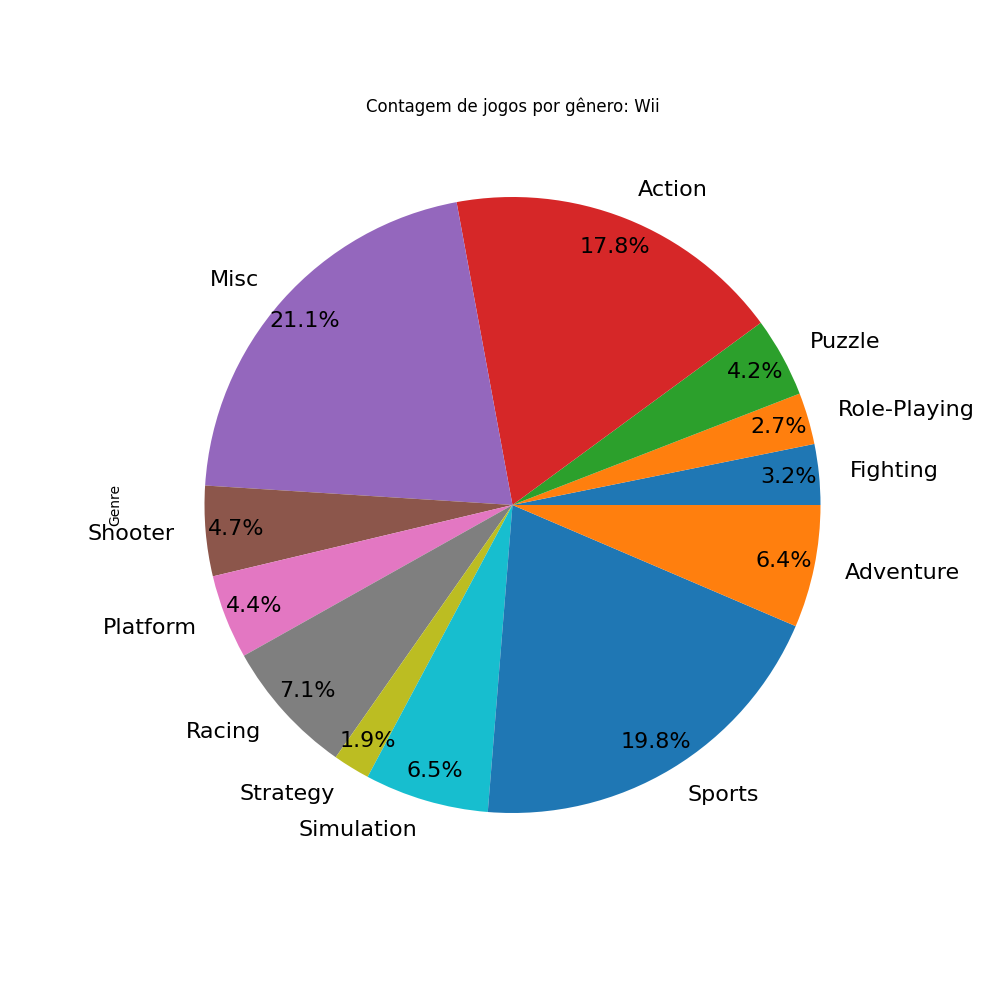 Contagem de jogos por gênero: Wii
Action
17.8%
Misc
21.1%
Puzzle
4.2%
Role-Playing
2.7%
Fighting
3.2%
Genre
Shooter
4.7%
Adventure
6.4%
Platform
4.4%
Racing
7.1%
Strategy
1.9%
Simulation
6.5%
Sports
19.8%